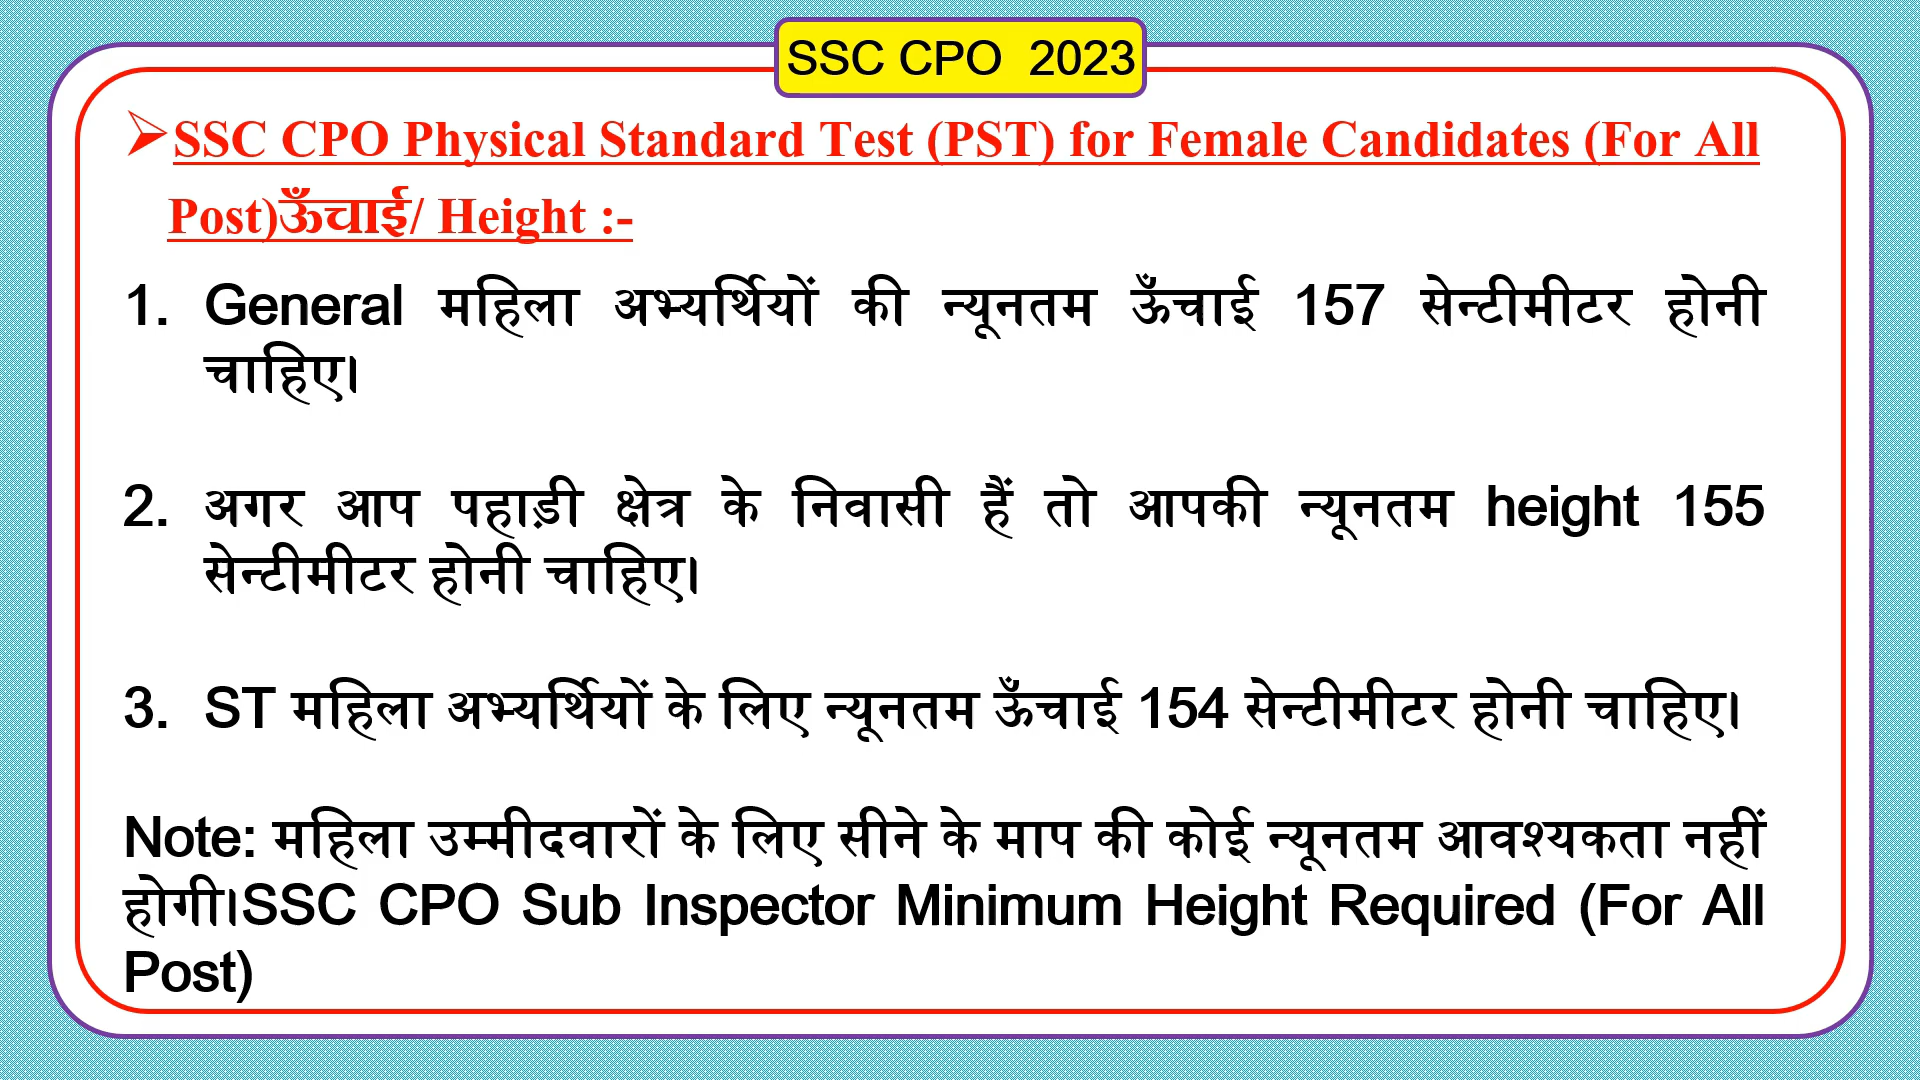 SSC CPO  2023
➢SSC CPO Physical Standard Test (PST) for Female Candidates (For All
Post)ऊँचाई/ Height :-
1. General महिला अभ्यर्थियों की न्यूनतम ऊँचाई 157 सेन्टीमीटर होनी
चाहिए।
2. अगर आप पहाड़ी क्षेत्र के निवासी हैं तो आपकी न्यूनतम height 155
सेन्टीमीटर होनी चाहिए।
3. ST महिला अभ्यर्थियों के लिए न्यूनतम ऊँचाई 154 सेन्टीमीटर होनी चाहिए।
Note: महिला उम्मीदवारों के लिए सीने के माप की कोई न्यूनतम आवश्यकता नहीं
होगी।SSC CPO Sub Inspector Minimum Height Required (For All
Post)